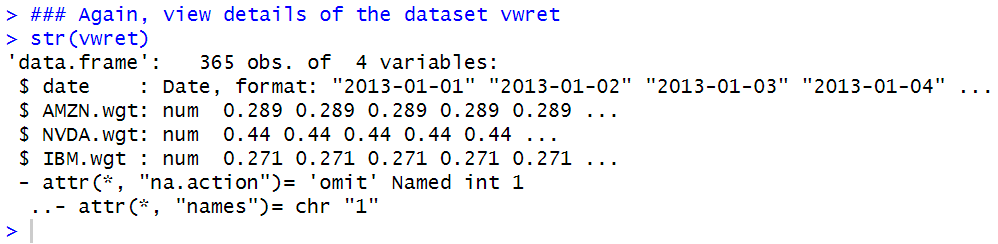 > ### Again, view details of the dataset vwret
> str(vwret)
'data.frame':   365 obs. of  4 variables:
 $ date    : Date, format: "2013-01-01" "2013-01-02" "2013-01-03" "2013-01-04" ...
 $ AMZN.wgt: num  0.289 0.289 0.289 0.289 0.289 ...
 $ NVDA.wgt: num  0.44 0.44 0.44 0.44 0.44 ...
 $ IBM.wgt : num  0.271 0.271 0.271 0.271 0.271 ...
 - attr(*, "na.action")= 'omit' Named int 1
  ..- attr(*, "names")= chr "1"
>